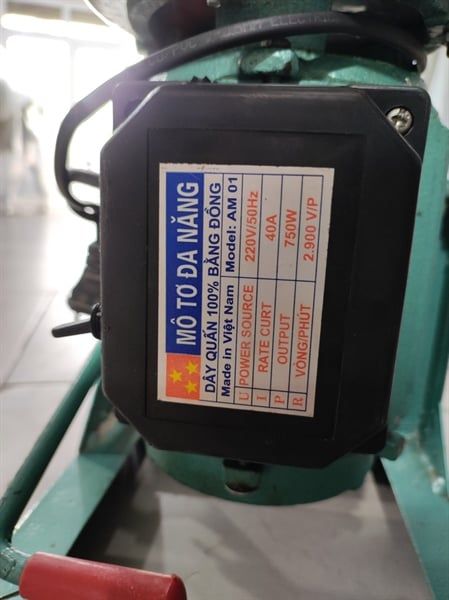 MÔ TƠ ĐA NĂNG
DÂY QUẤN 100% BẰNG ĐỒNG
Made in Việt Nam Model: AM 01
U POWER SOURCE 220V/50Hz
I RATE CURT 40A
P OUTPUT 750W
R VÒNG/PHÚT 2.900 V/P